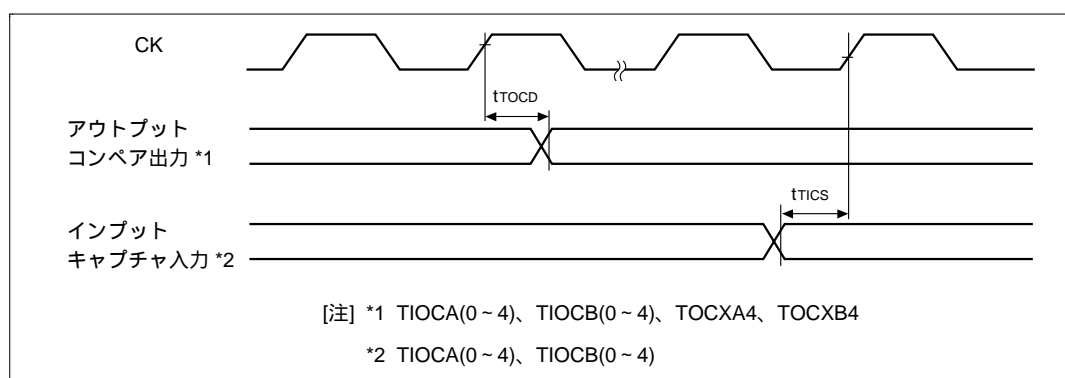 CK
tTOCD
アウトプット
コンペア出力 *1
tTICS
インプット
キャプチャ入力 *2
[注] *1 TIOCA(0~4)、TIOCB(0~4)、TOCXA4、TOCXB4
*2 TIOCA(0~4)、TIOCB(0~4)